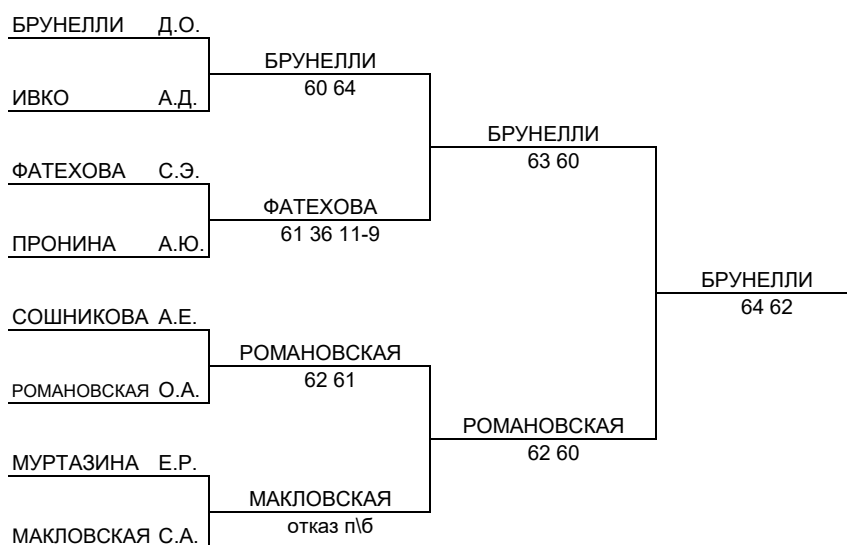 БРУНЕЛЛИ Д.О.
БРУНЕЛЛИ
60 64
ИВКО А.Д.
БРУНЕЛЛИ
63 60
ФАТЕХОВА С.Э.
ФАТЕХОВА
61 36 11-9
ПРОНИНА А.Ю.
БРУНЕЛЛИ
64 62
СОШНИКОВА А.Е.
РОМАНОВСКАЯ
62 61
РОМАНОВСКАЯ О.А.
РОМАНОВСКАЯ
62 60
МУРТАЗИНА Е.Р.
МАКЛОВСКАЯ
отказ п\б
МАКЛОВСКАЯ С.А.